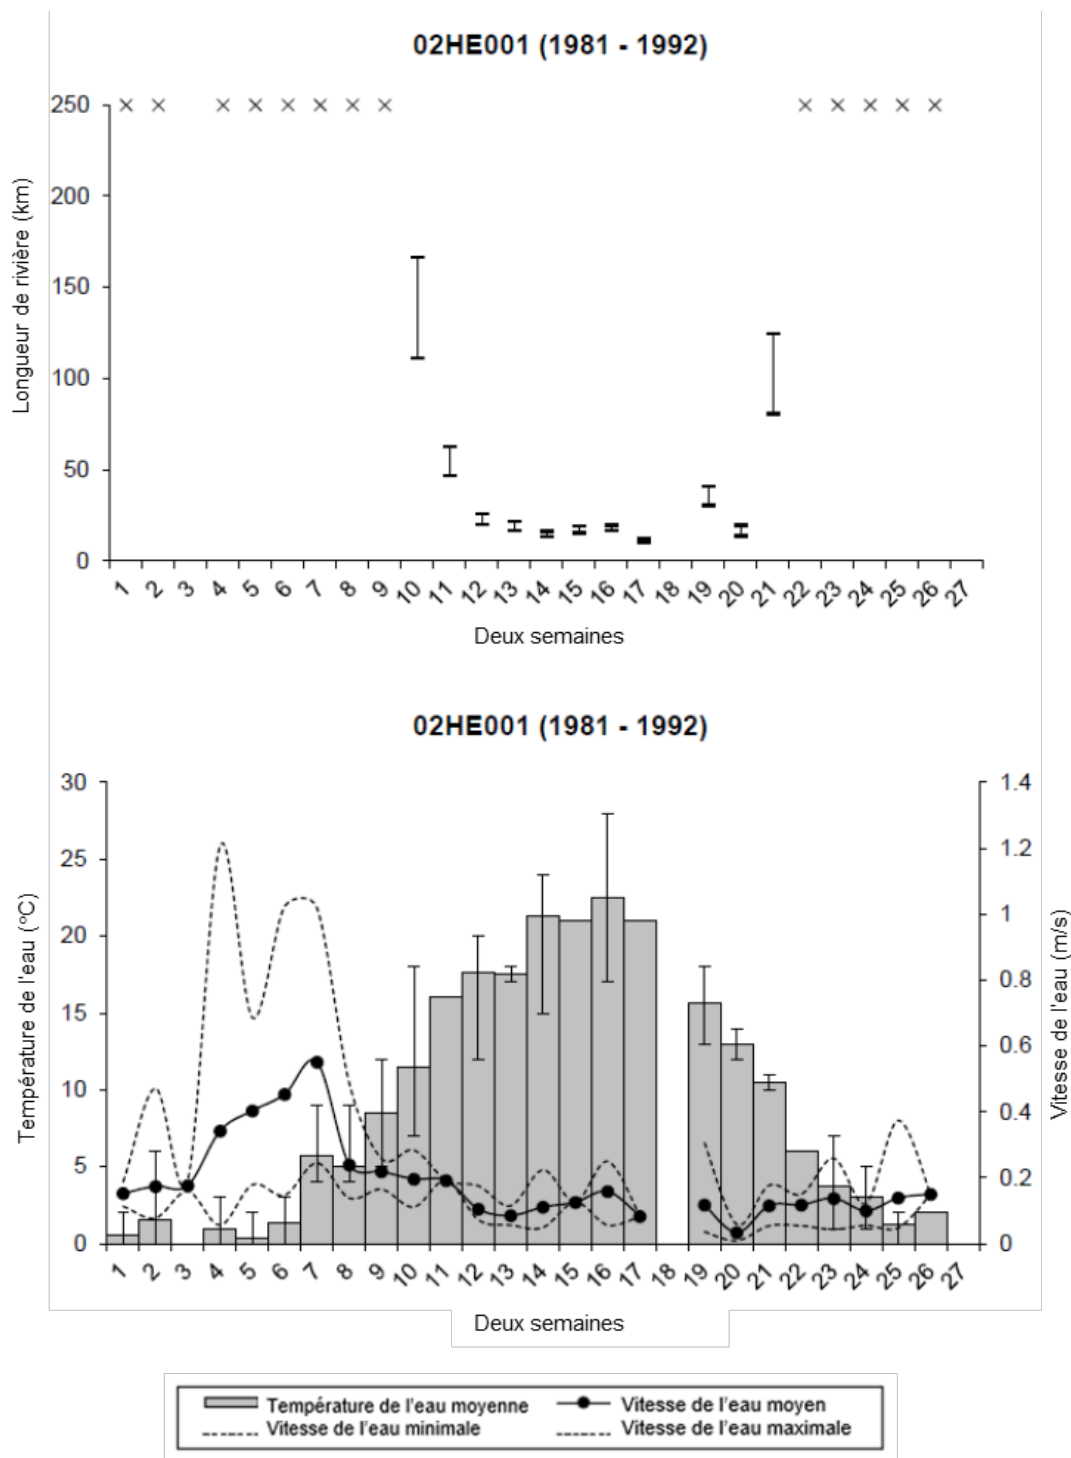 02HE001 (1981 - 1992)
250
200
150
100
50
0
Longueur de rivière (km)
1 2 3 4 5 6 7 8 9 10 11 12 13 14 15 16 17 18 19 20 21 22 23 24 25 26 27
Deux semaines
02HE001 (1981 - 1992)
30
25
20
15
10
5
0
Température de l'eau (°C)
1.4
1.2
1
0.8
0.6
0.4
0.2
0
Vitesse de l'eau (m/s)
1 2 3 4 5 6 7 8 9 10 11 12 13 14 15 16 17 18 19 20 21 22 23 24 25 26 27
Deux semaines
Température de l'eau moyenne
Vitesse de l'eau moyen
Vitesse de l'eau minimale
Vitesse de l'eau maximale